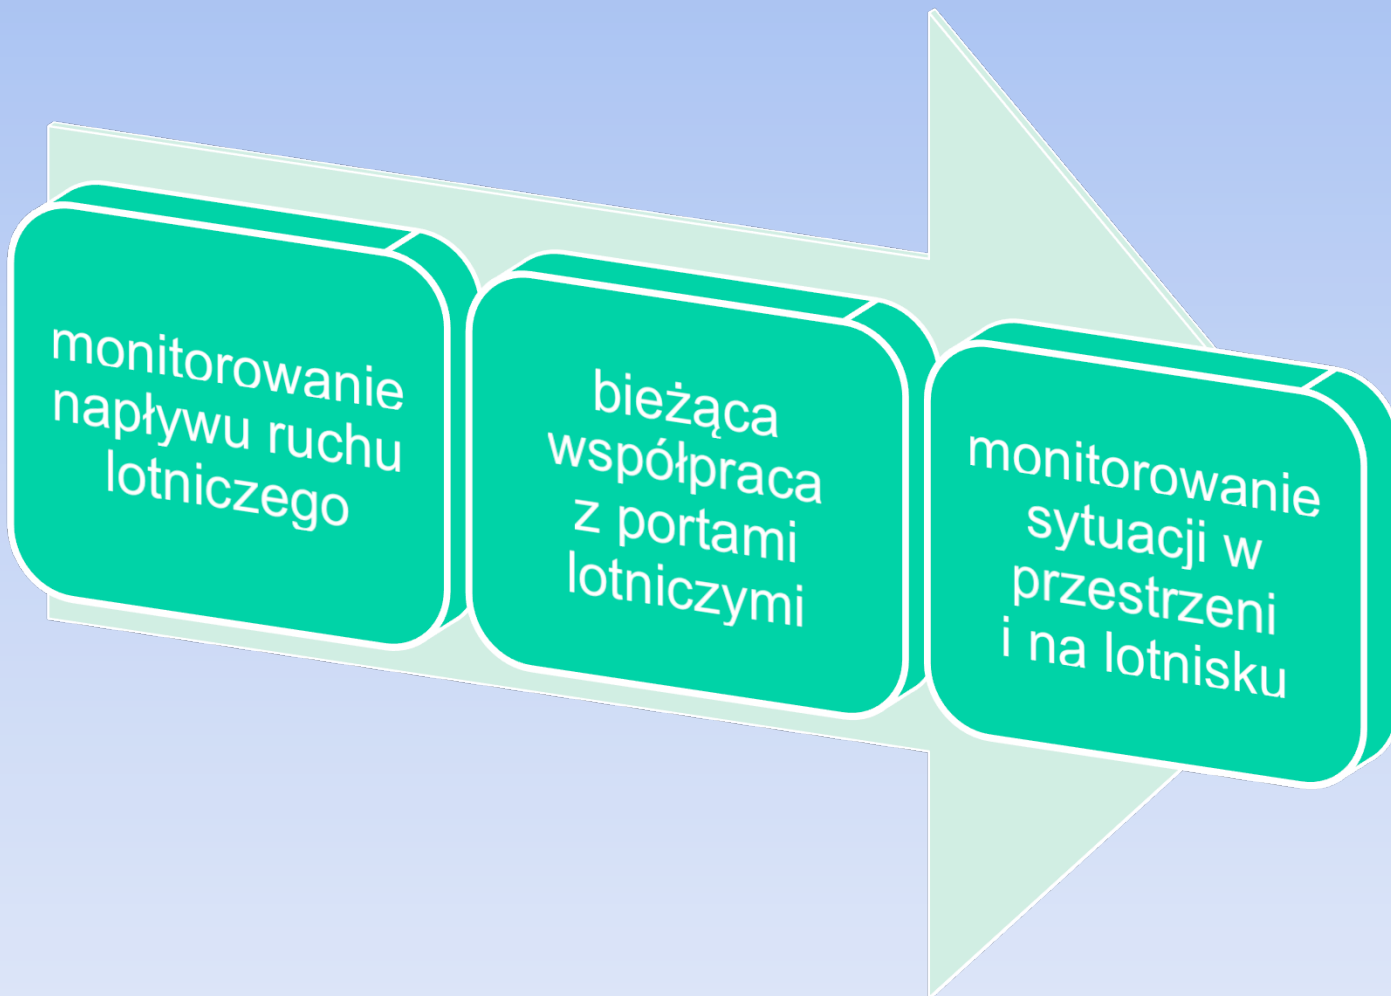 monitorowanie
napływu ruchu
lotniczego
bieżąca
współpraca
z portami
lotniczymi
monitorowanie
sytuacji w
przestrzeni
i na lotnisku